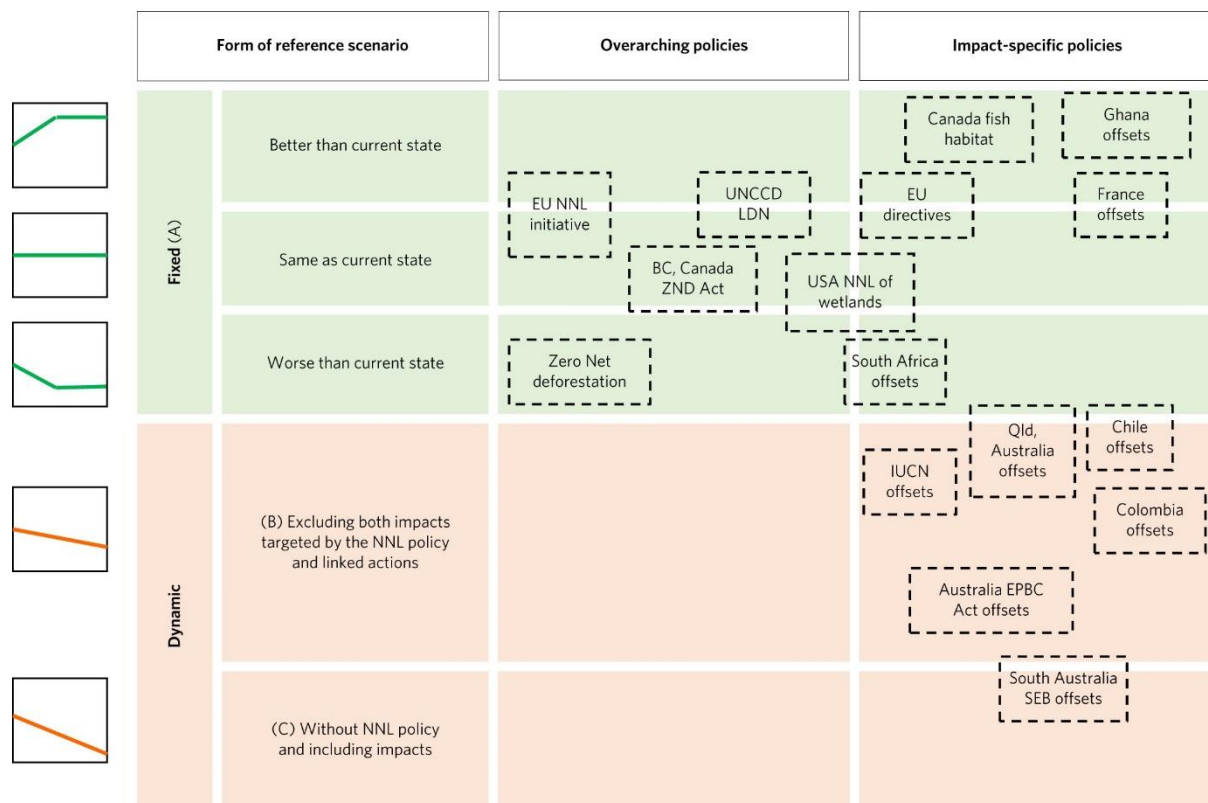 Form of reference scenario
Overarching policies
Impact-specific policies
Fixed (A)
Better than current state
Canada fish
habitat
Ghana
offsets
EU NNL
initiative
UNCCD
LDN
EU
directives
France
offsets
Same as current state
BC, Canada
ZND Act
USA NNL of
wetlands
Worse than current state
Zero Net
deforestation
South Africa
offsets
Dynamic
(B) Excluding both impacts
targeted by the NNL policy
and linked actions
IUCN
offsets
Qld,
Australia
offsets
Chile
offsets
Colombia
offsets
Australia EPBC
Act offsets
(C) Without NNL policy
and including impacts
South Australia
SEB offsets